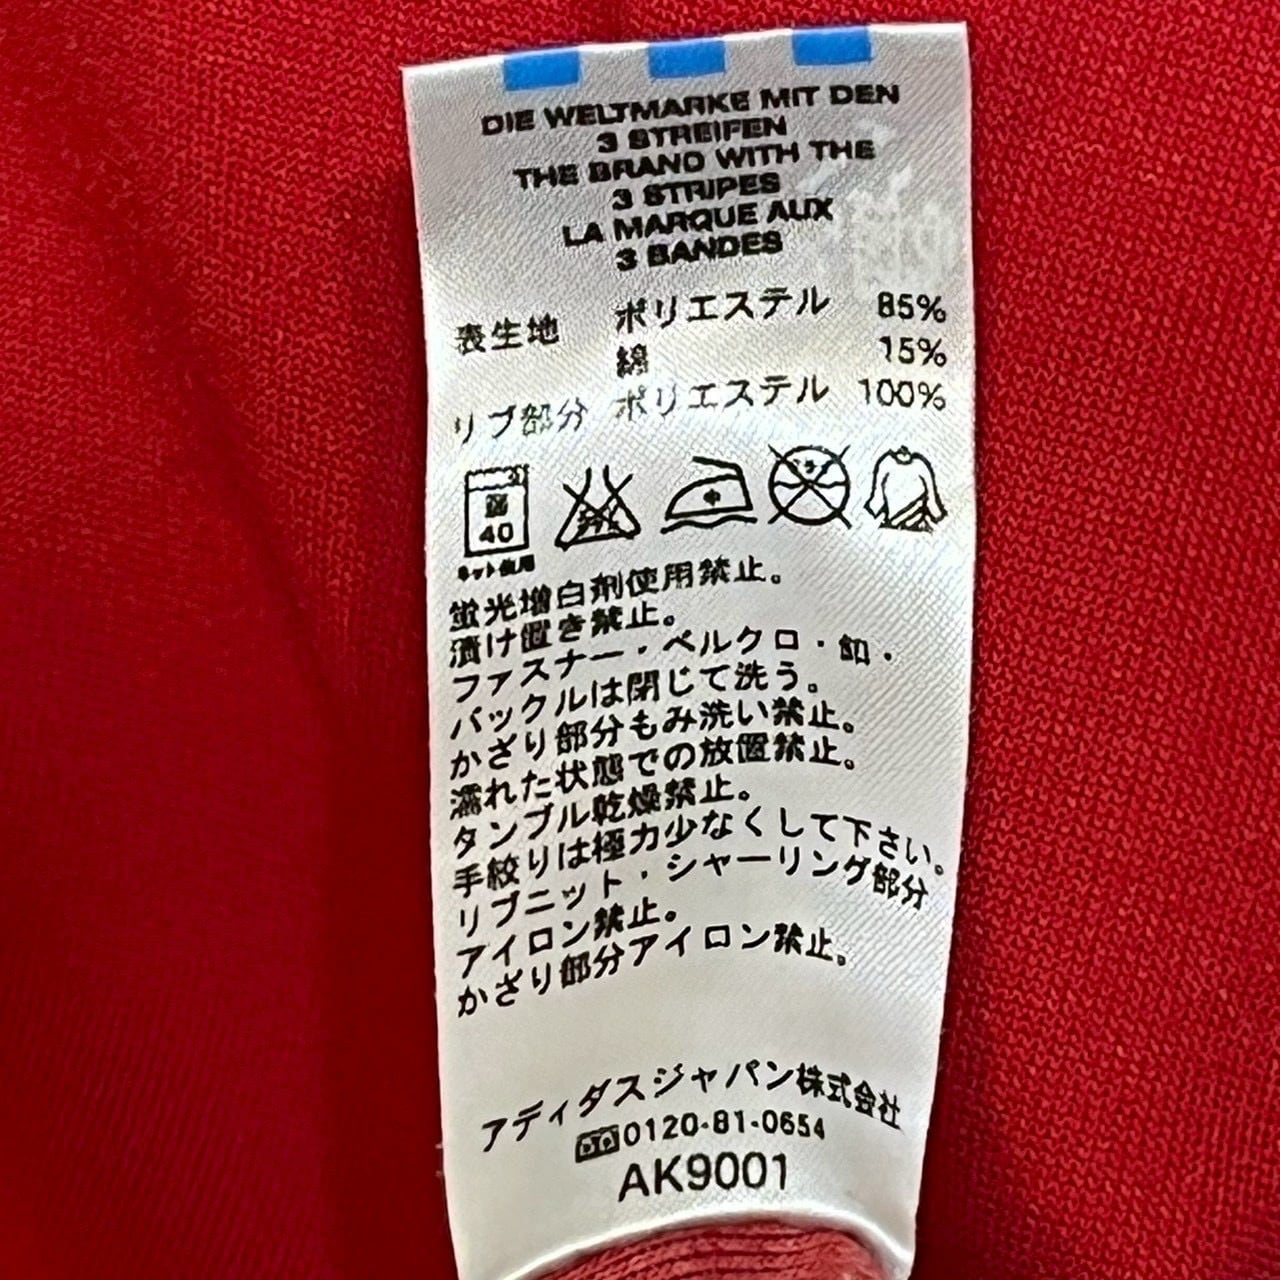 DIE WELTMARKE MIT DEN
3 STREIFEN
THE BRAND WITH THE
3 STRIPES
LA MARQUE AUX
3 BANDES
表生地 ポリエステル 85%
綿 15%
リブ部分 ポリエステル 100%
40
ネット使用
蛍光増白剤使用禁止。
漬け置き禁止。
ファスナー・ベルクロ・釦・
バックルは閉じて洗う。
かざり部分もみ洗い禁止。
濡れた状態での放置禁止。
タンブル乾燥禁止。
手絞りは極力少なくして下さい。
リブニット・シャーリング部分
アイロン禁止。
かざり部分アイロン禁止。
アディダスジャパン株式会社
0120-81-0654
AK9001